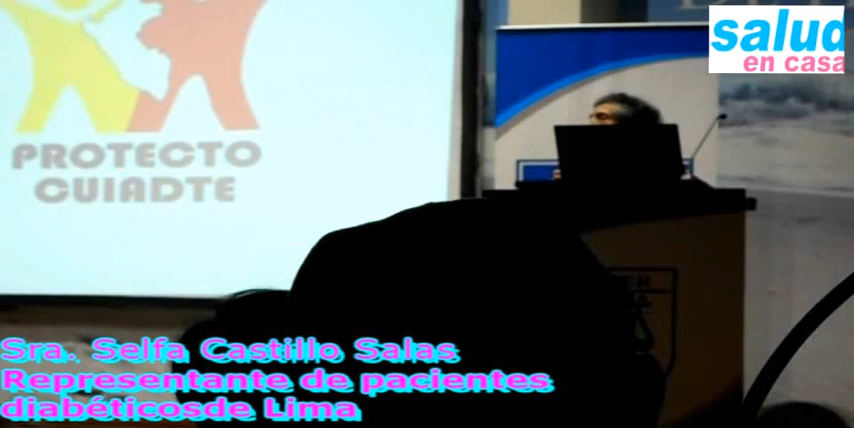 salud
en casa
PROTECTO
CUIADTE
Sra. Selfa Castillo Salas
Representante de pacientes
diabéticosde Lima